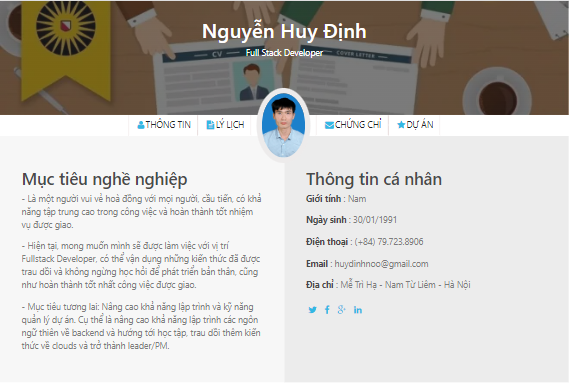 Nguyễn Huy Định
Full Stack Developer
CV
COVER LETTER
THÔNG TIN
LÝ LỊCH
CHỨNG CHỈ
DỰ ÁN
Mục tiêu nghề nghiệp
- Là một người vui vẻ hoà đồng với mọi người, cầu tiến, có khả
năng tập trung cao trong công việc và hoàn thành tốt nhiệm
vụ được giao.
- Hiện tại, mong muốn mình sẽ được làm việc với vị trí
Fullstack Developer, có thể vận dụng những kiến thức đã được
trau dồi và không ngừng học hỏi để phát triển bản thân, cũng
như hoàn thành tốt nhất công việc được giao.
- Mục tiêu tương lai: Nâng cao khả năng lập trình và kỹ năng
quản lý dự án. Cụ thể là nâng cao khả năng lập trình các ngôn
ngữ thiên về backend và hướng tới học tập, trau dồi thêm kiến
thức về clouds và trở thành leader/PM.
Thông tin cá nhân
Giới tính : Nam
Ngày sinh : 30/01/1991
Điện thoại : (+84) 79.723.8906
Email : huydinhnoo@gmail.com
Địa chỉ : Mễ Trì Hạ - Nam Từ Liêm - Hà Nội